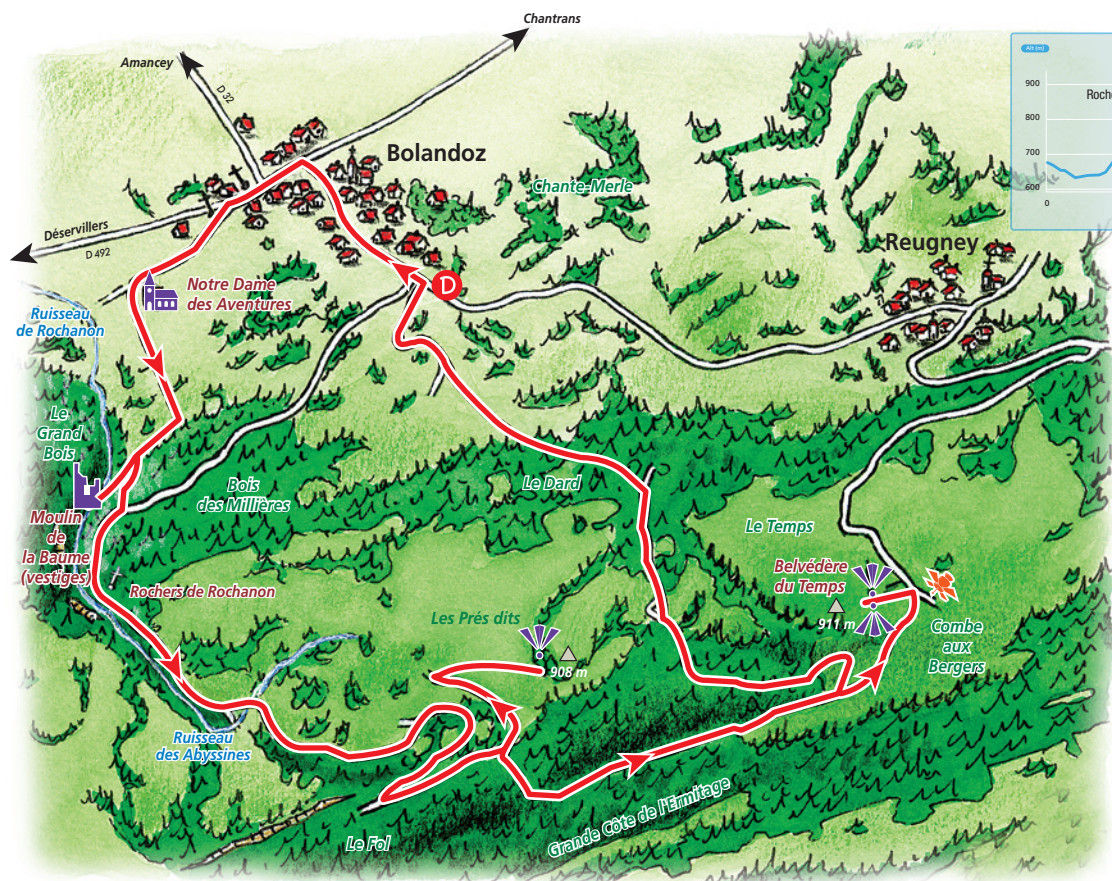 Chantrans
Amancey
D 32
Alt (m)
900
800
700
600
0
Roche
Bolandoz
Chante-Merle
Déservillers
D 492
Reugney
D
Notre Dame
des Aventures
Ruisseau
de Rochanon
Le
Grand
Bois
Bois
des Millières
Le Dard
Le Temps
Moulin
de
la Baume
(vestiges)
Rochers de Rochanon
Belvédère
du Temps
911 m
Les Prés dits
908 m
Combe
aux
Bergers
Ruisseau
des Abyssines
Le Fol
Grande Côte de l'Ermitage